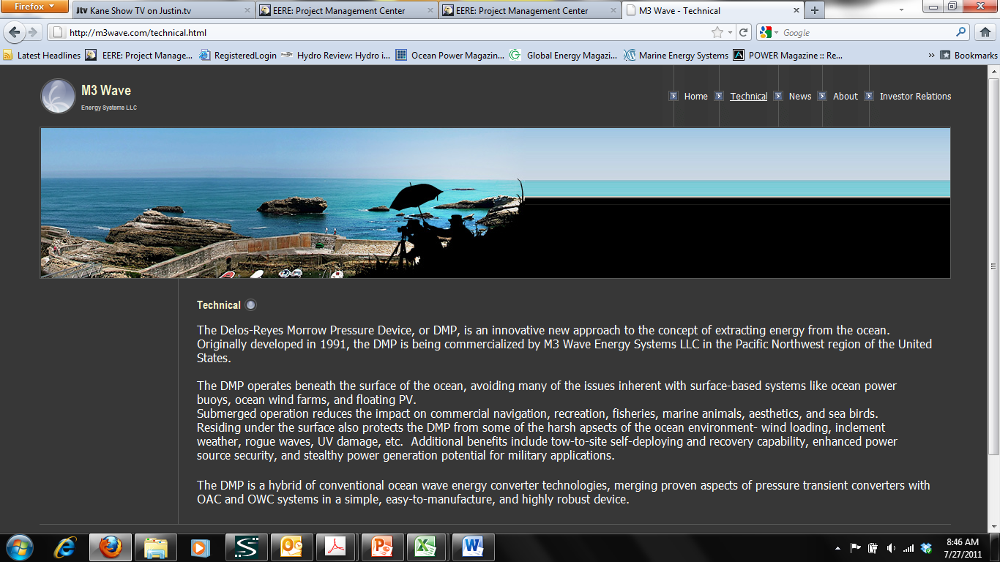 Firefox
Jtv Kane Show TV on Justin.tv
EERE: Project Management Center
EERE: Project Management Center
M3 Wave - Technical
http://m3wave.com/technical.html
Google
Latest Headlines
EERE: Project Manage...
RegisteredLogin
Hydro Review: Hydro i...
Ocean Power Magazin...
Global Energy Magazi...
Marine Energy Systems
POWER Magazine :: Re...
»
Bookmarks
M3 Wave
Energy Systems LLC
Home
Technical
News
About
Investor Relations
Technical
The Delos-Reyes Morrow Pressure Device, or DMP, is an innovative new approach to the concept of extracting energy from the ocean.
Originally developed in 1991, the DMP is being commercialized by M3 Wave Energy Systems LLC in the Pacific Northwest region of the United
States.
The DMP operates beneath the surface of the ocean, avoiding many of the issues inherent with surface-based systems like ocean power
buoys, ocean wind farms, and floating PV.
Submerged operation reduces the impact on commercial navigation, recreation, fisheries, marine animals, aesthetics, and sea birds.
Residing under the surface also protects the DMP from some of the harsh apsects of the ocean environment- wind loading, inclement
weather, rogue waves, UV damage, etc.  Additional benefits include tow-to-site self-deploying and recovery capability, enhanced power
source security, and stealthy power generation potential for military applications.
The DMP is a hybrid of conventional ocean wave energy converter technologies, merging proven aspects of pressure transient converters with
OAC and OWC systems in a simple, easy-to-manufacture, and highly robust device.
8:46 AM
7/27/2011